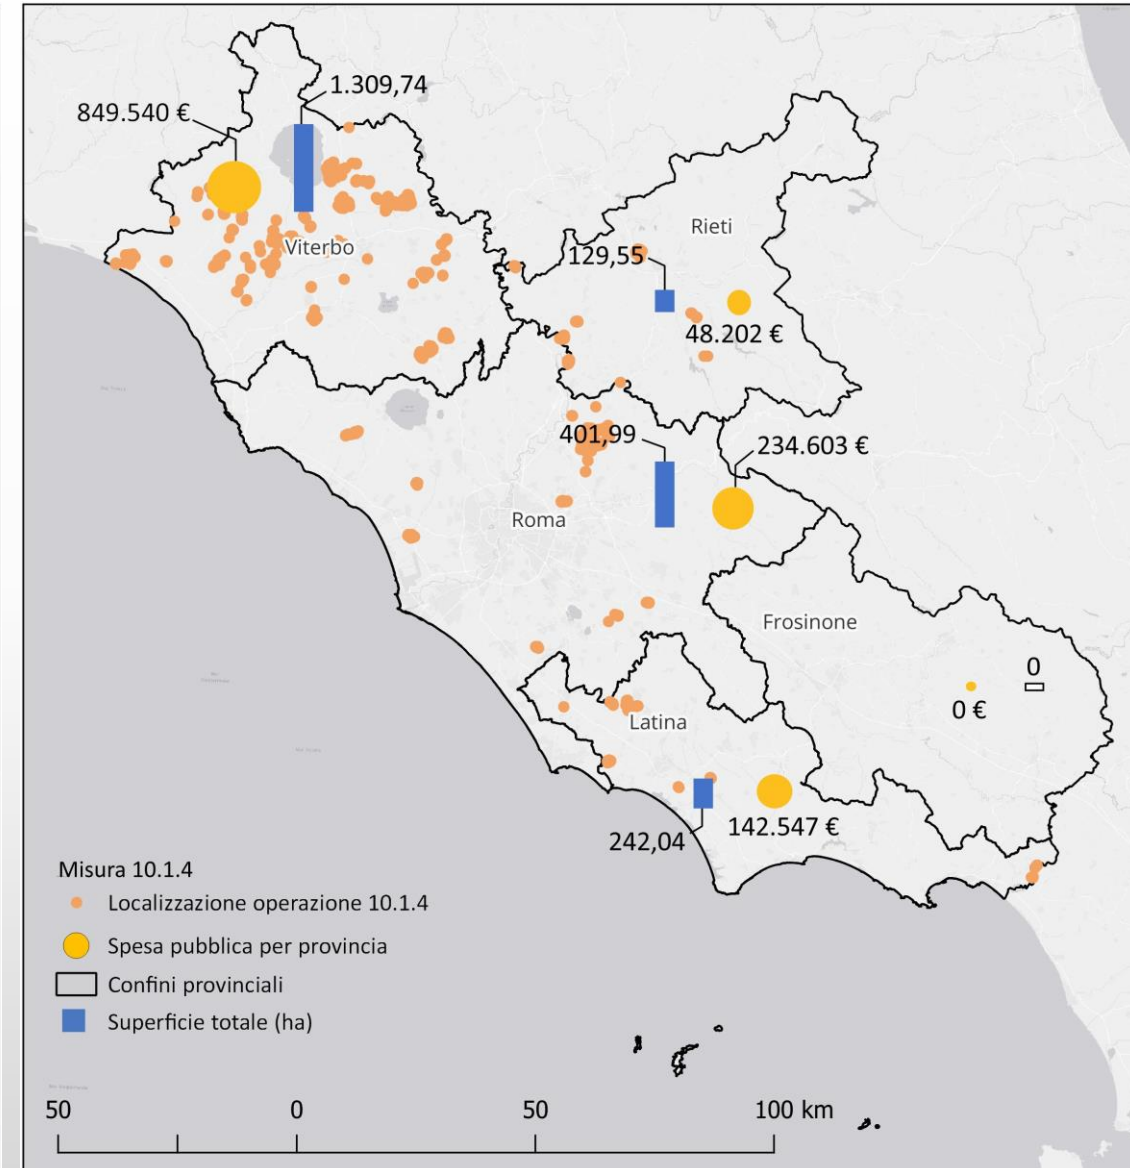 1.309,74
849.540 €
Viterbo
Rieti
129,55
48.202 €
401,99
234.603 €
Roma
Frosinone
0
0 €
Latina
142.547 €
242,04
Misura 10.1.4
Localizzazione operazione 10.1.4
Spesa pubblica per provincia
Confini provinciali
Superficie totale (ha)
50 0 50 100 km